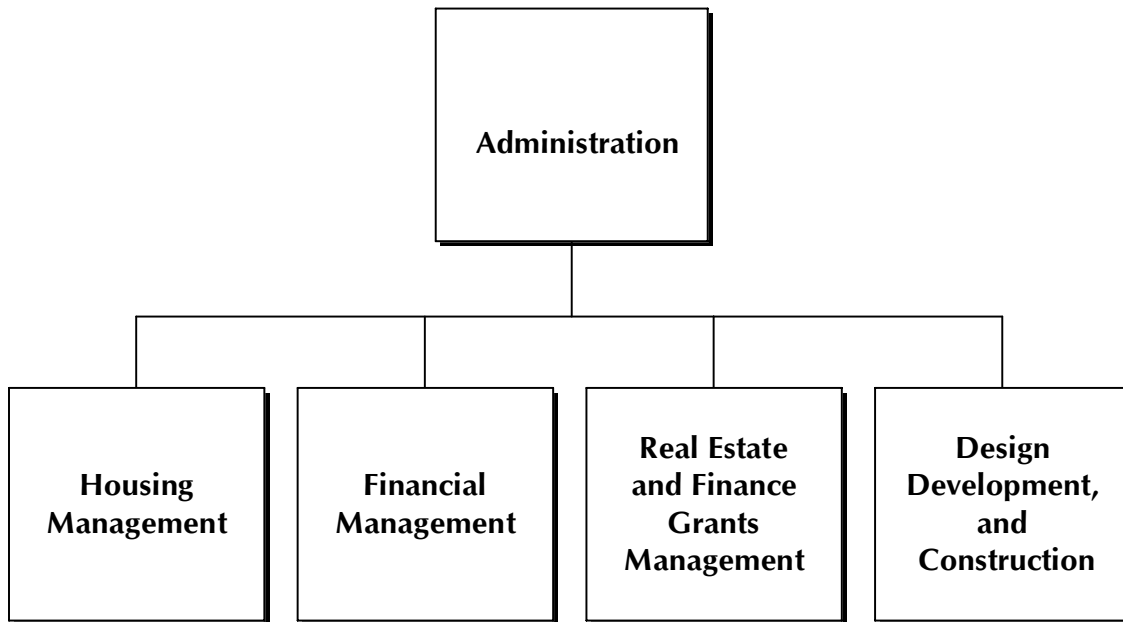 Administration
Housing
Management
Financial
Management
Real Estate
and Finance
Grants
Management
Design
Development,
and
Construction